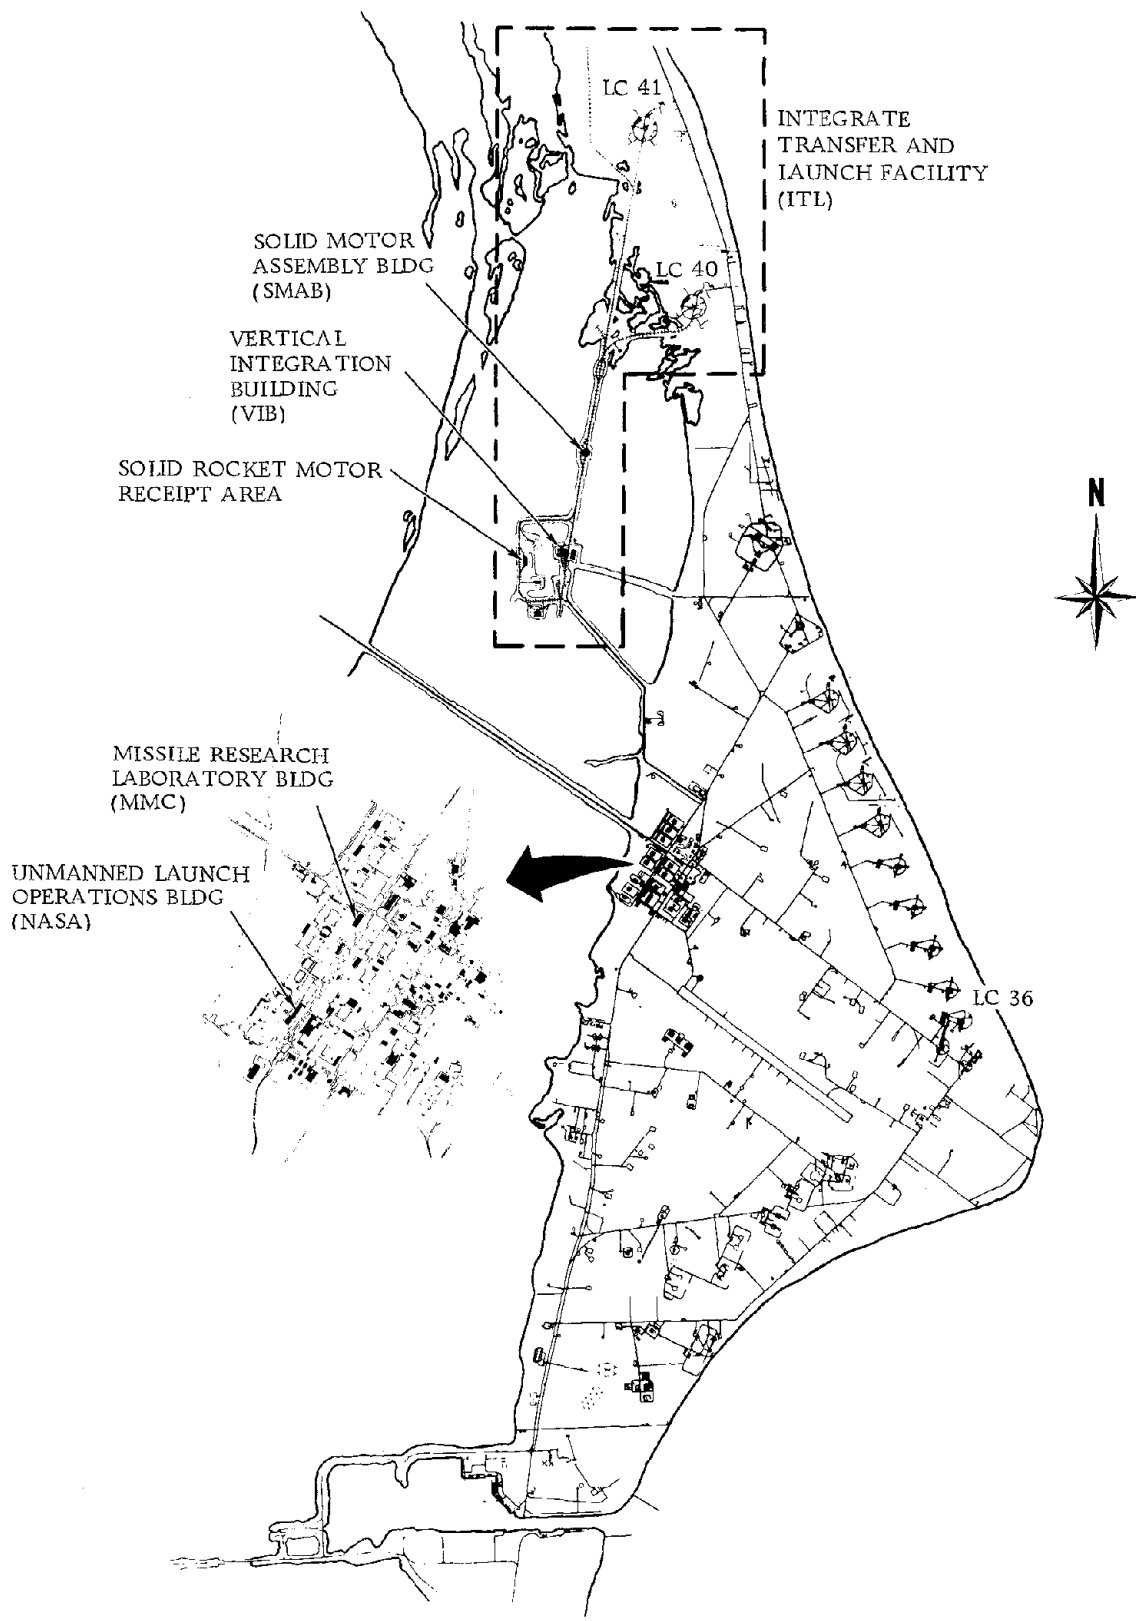 LC 41
INTEGRATE
TRANSFER AND
LAUNCH FACILITY
(ITL)
SOLID MOTOR
ASSEMBLY BLDG
(SMAB)
LC 40
VERTICAL
INTEGRATION
BUILDING
(VIB)
SOLID ROCKET MOTOR
RECEIPT AREA
N
MISSILE RESEARCH
LABORATORY BLDG
(MMC)
UNMANNED LAUNCH
OPERATIONS BLDG
(NASA)
LC 36